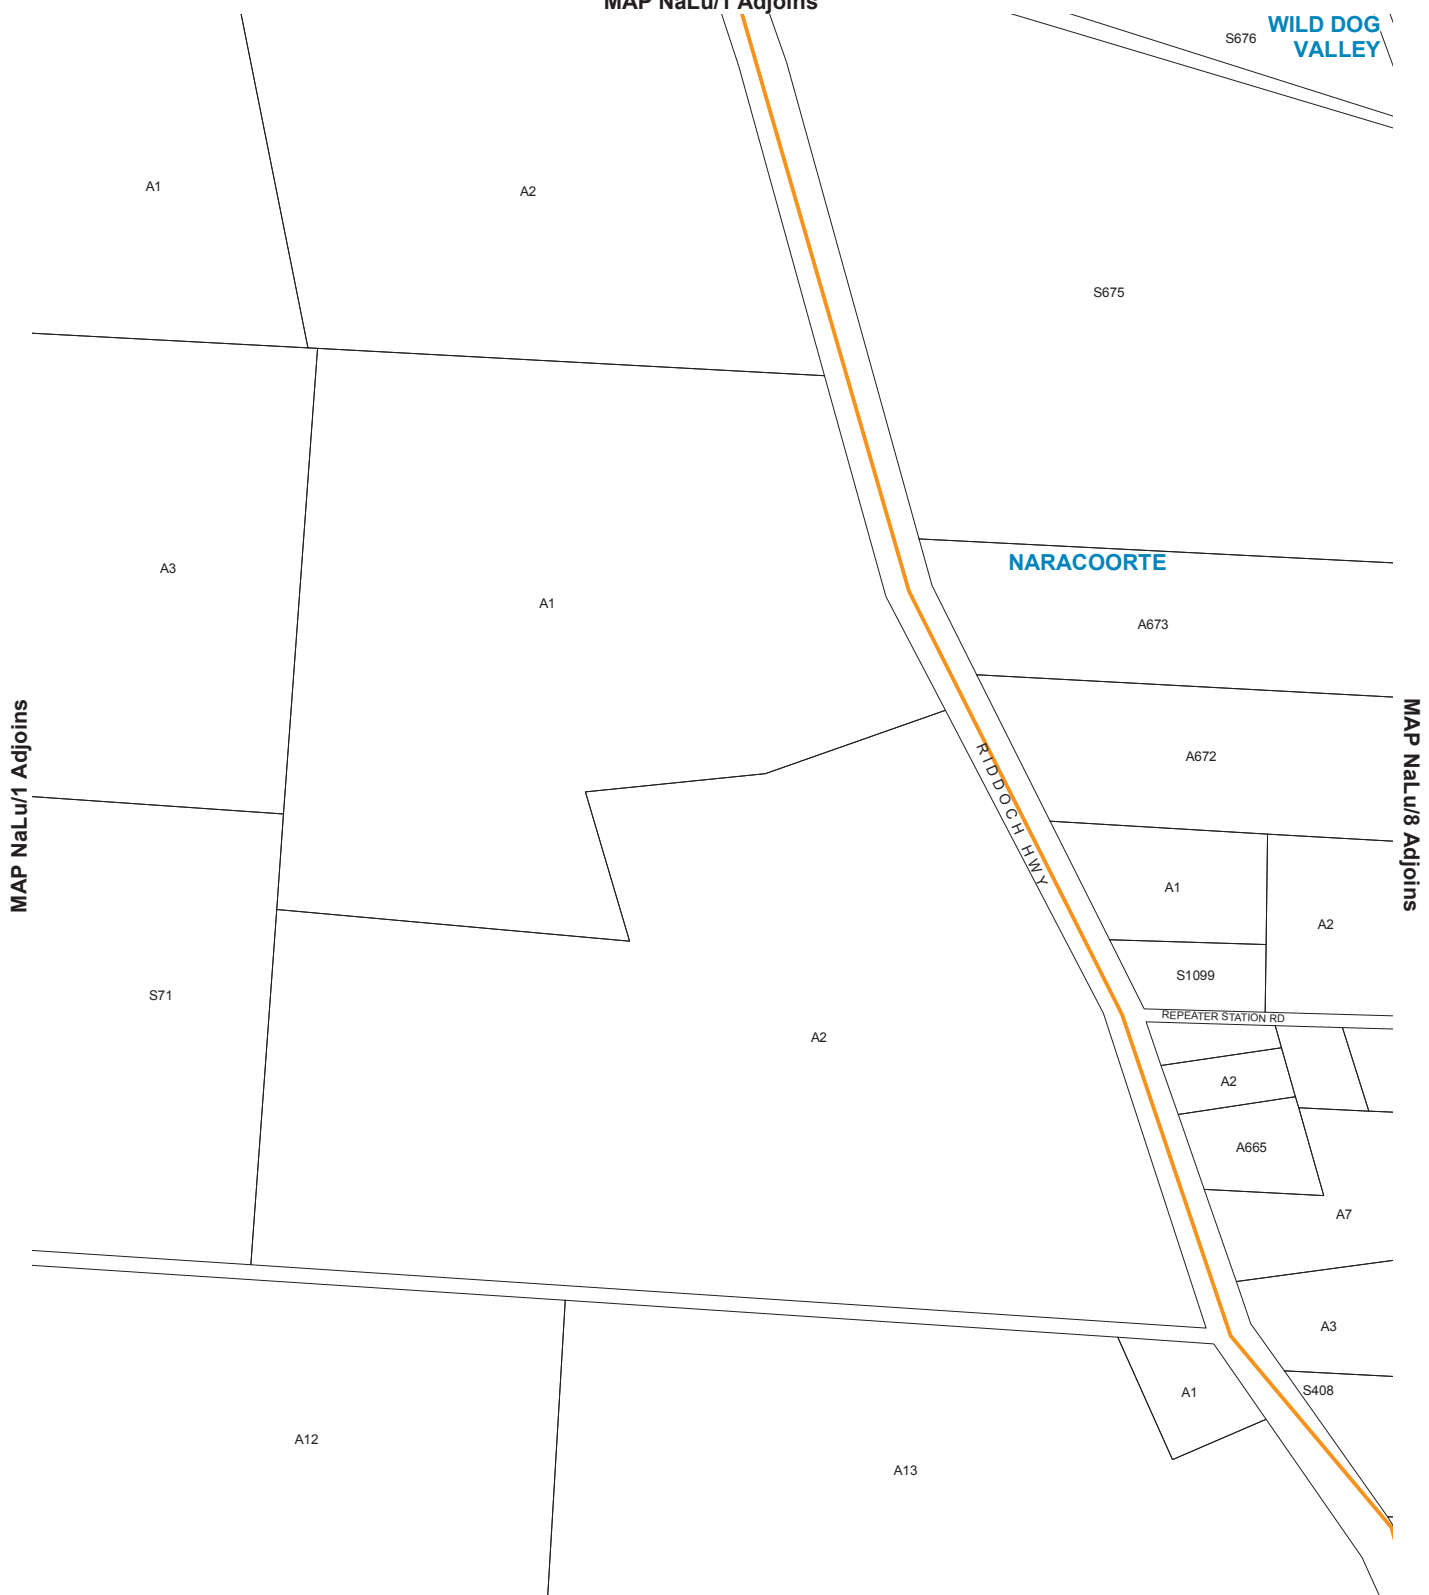 MAP NaLu/1 Adjoins
WILD DOG
VALLEY
S676
A1
A2
S675
A3
A1
NARACOORTE
A673
MAP NaLu/1 Adjoins
MAP NaLu/8 Adjoins
RIDDOCH HWY
A672
A1
A2
S71
S1099
REPEATER STATION RD
A2
A2
A665
A7
A3
A1
S408
A12
A13